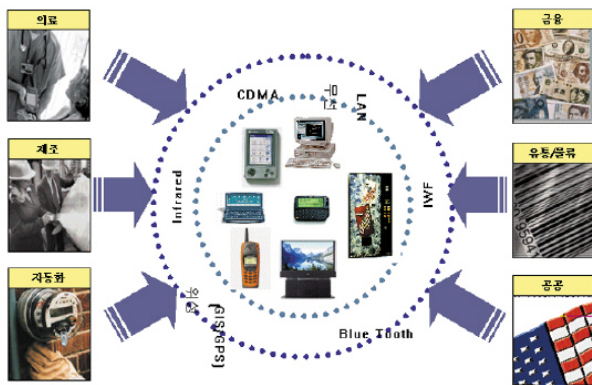 의료
제조
자동화
금융
유통/물류
공공
CDMA
무선
LAN
Infrared
IWF
위성
(GIS/GPS)
Blue Tooth